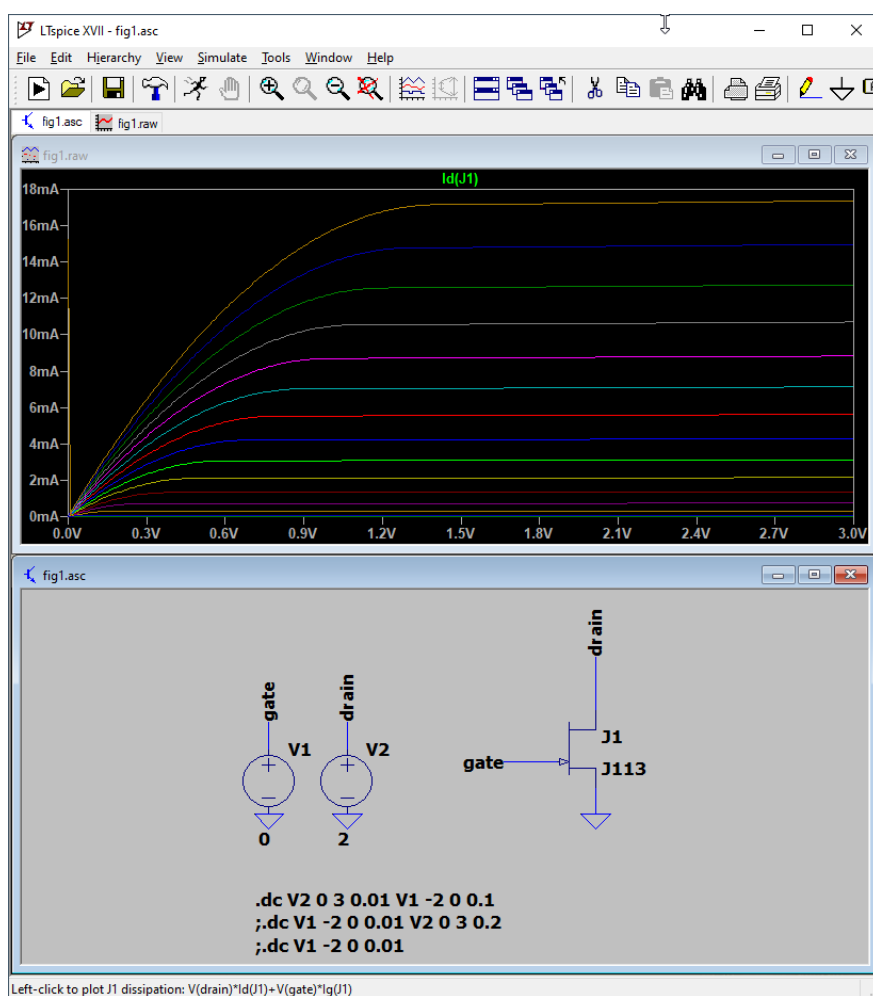 LTspice XVII - fig1.asc
File Edit Hierarchy View Simulate Tools Window Help
fig1.asc fig1.raw
fig1.raw
Id(J1)
18mA
16mA
14mA
12mA
10mA
8mA
6mA
4mA
2mA
0mA
0.0V 0.3V 0.6V 0.9V 1.2V 1.5V 1.8V 2.1V 2.4V 2.7V 3.0V
fig1.asc
drain
gate drain
V1 V2 J1
gate J113
0 2
.dc V2 0 3 0.01 V1 -2 0 0.1
;.dc V1 -2 0 0.01 V2 0 3 0.2
;.dc V1 -2 0 0.01
Left-click to plot J1 dissipation: V(drain)*Id(J1)+V(gate)*Ig(J1)